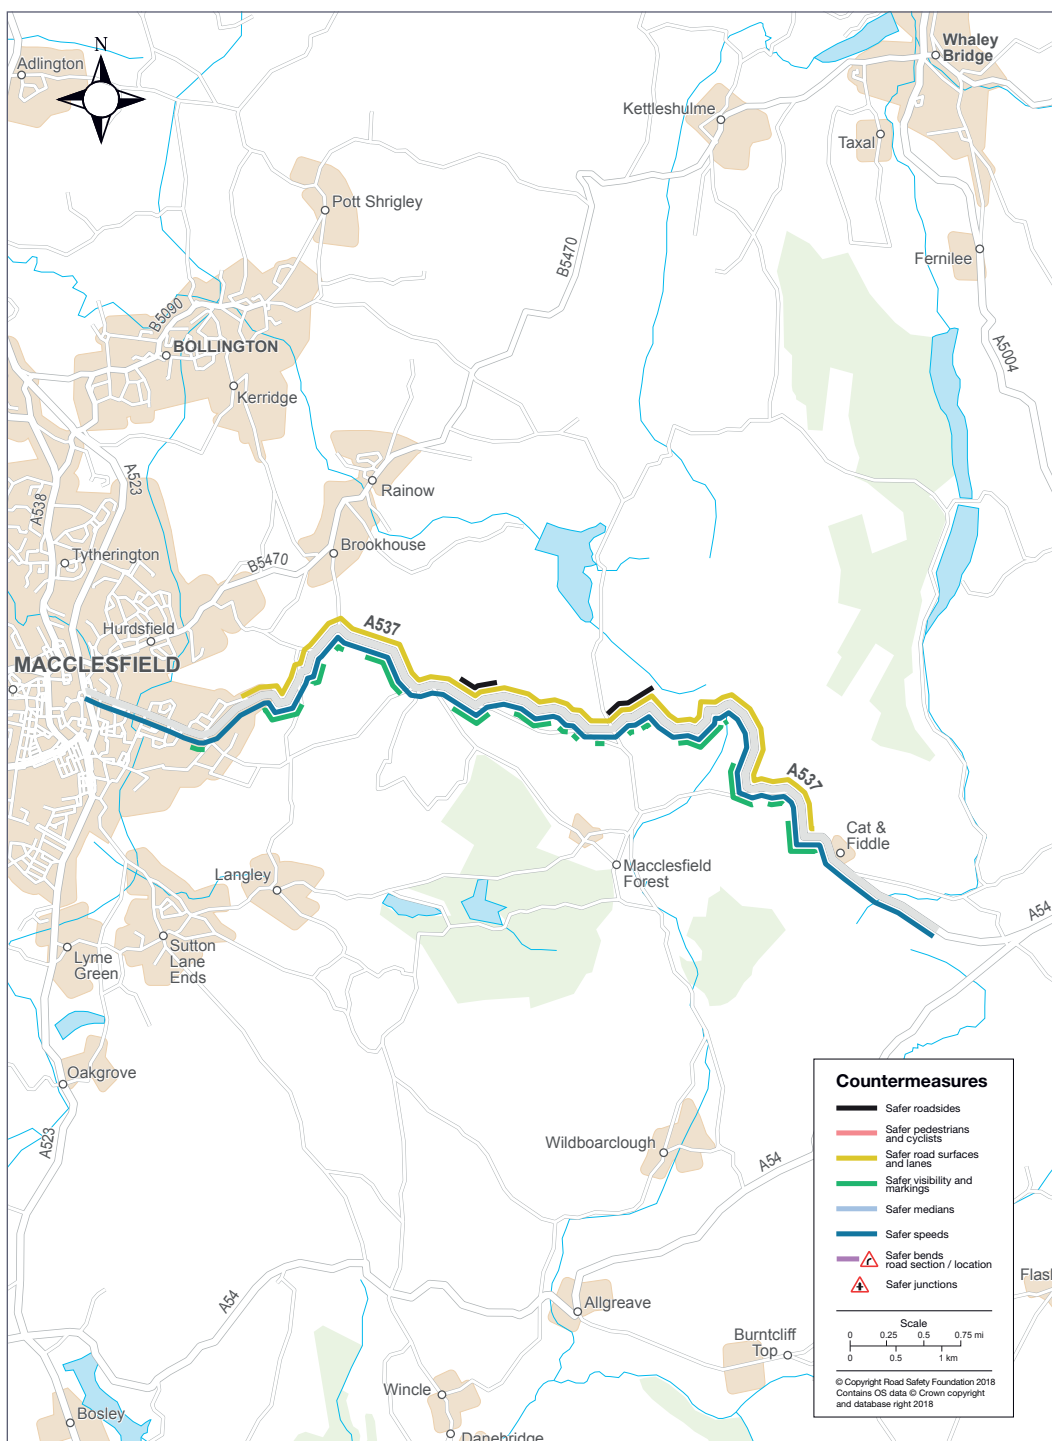 N
Adlington
Whaley
Bridge
Kettleshulme
Taxal
Pott Shrigley
Fernilee
B5470
B5090
BOLLINGTON
A5004
Kerridge
A523
A538
Rainow
Tytherington
Brookhouse
B5470
Hurdsfield
A537
MACCLESFIELD
A537
Cat &
Fiddle
Langley
Macclesfield
Forest
A54
Lyme
Green
Sutton
Lane
Ends
Oakgrove
A523
Wildboarclough
A54
A54
Allgreave
Flash
Burntcliff
Top
Wincle
Bosley
Danebridge
Countermeasures
Safer roadsides
Safer pedestrians
and cyclists
Safer road surfaces
and lanes
Safer visibility and
markings
Safer medians
Safer speeds
Safer bends
road section / location
Safer junctions
Scale
0 0.25 0.5 0.75 mi
0 0.5 1 km
© Copyright Road Safety Foundation 2018
Contains OS data © Crown copyright
and database right 2018